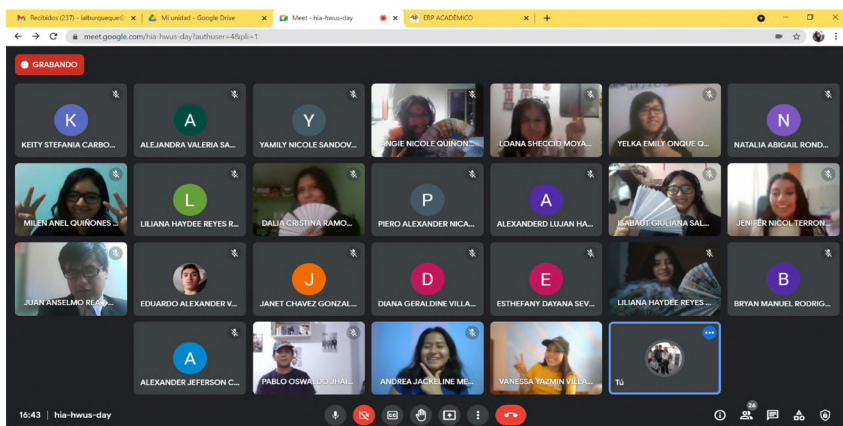 Recibidos (237) - ialburqueque@
Mi unidad - Google Drive
Meet - hia-hwus-day
ERP ACADÉMICO
meet.google.com/hia-hwus-day?authuser=4&pli=1
GRABANDO
K
A
Y
N
KEITY STEFANIA CARBO...
ALEJANDRA VALERIA SA...
YAMILY NICOLE SANDOV...
ANGIE NICOLE QUIÑON...
LOANA SHECCID MOYA...
YELKA EMILY ONQUE Q...
NATALIA ABIGAIL ROND...
L
P
A
MILEN ANEL QUIÑONES ...
LILIANA HAYDEE REYES R...
DALIA CRISTINA RAMO...
PIERO ALEXANDER NICA...
ALEXANDERD LUJAN HA...
ISABAUT GIULIANA SAL...
JENIFER NICOL TERRON...
J
D
E
B
JUAN ANSELMO REA�...
EDUARDO ALEXANDER V...
JANET CHAVEZ GONZAL...
DIANA GERALDINE VILLA...
ESTHEFANY DAYANA SEV...
LILIANA HAYDEE REYES ...
BRYAN MANUEL RODRIG...
A
ALEXANDER JEFERSON C...
PABLO OSWALDO JHAI...
ANDREA JACKELINE ME...
VANESSA YAZMIN VILLA...
Tú
16:43 | hia-hwus-day
26